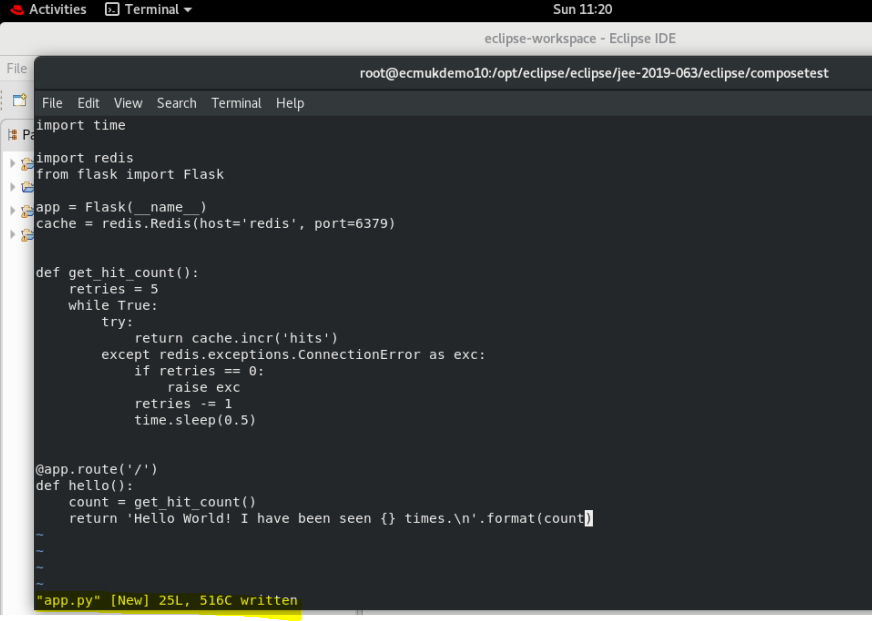 Activities Terminal Sun 11:20
eclipse-workspace - Eclipse IDE
File
root@ecmukdemo10:/opt/eclipse/eclipse/jee-2019-063/eclipse/composetest
File Edit View Search Terminal Help
Pa
import time

import redis
from flask import Flask

app = Flask(__name__)
cache = redis.Redis(host='redis', port=6379)


def get_hit_count():
    retries = 5
    while True:
        try:
            return cache.incr('hits')
        except redis.exceptions.ConnectionError as exc:
            if retries == 0:
                raise exc
            retries -= 1
            time.sleep(0.5)


@app.route('/')
def hello():
    count = get_hit_count()
    return 'Hello World! I have been seen {} times.\n'.format(count)
~
~
~
~
"app.py" [New] 25L, 516C written